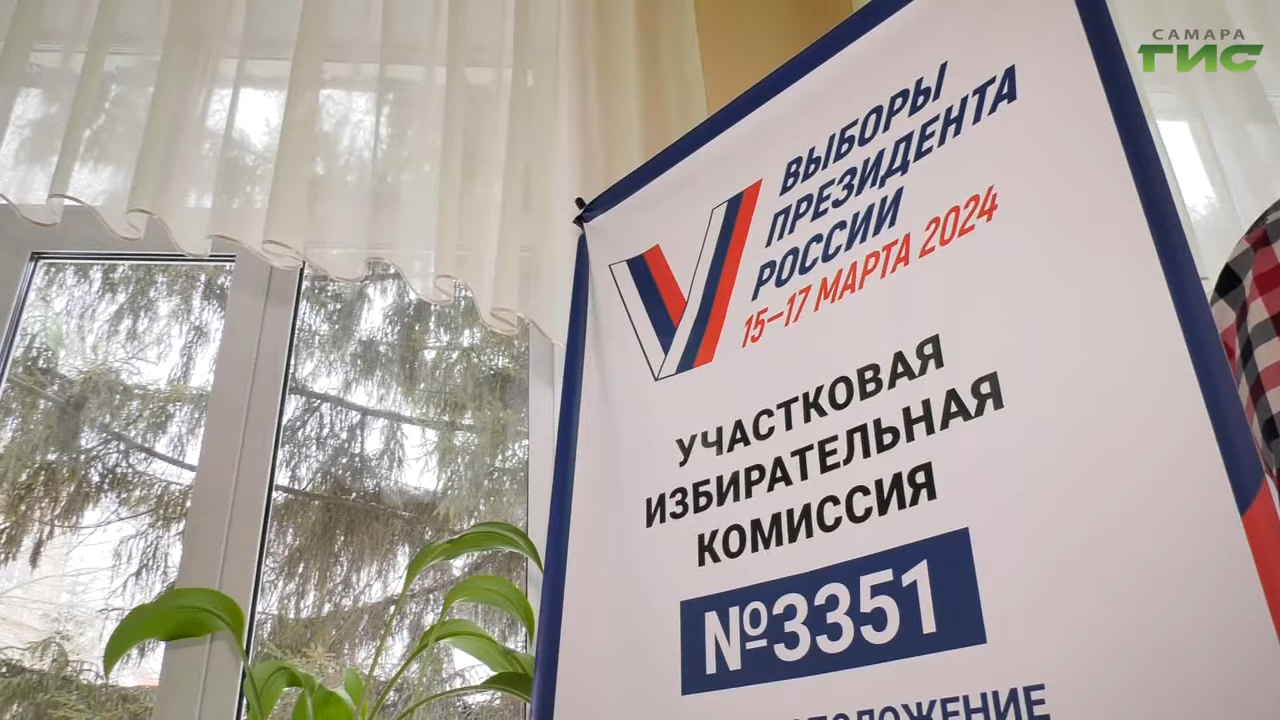 САМАРА
ГИС
ВЫБОРЫ
ПРЕЗИДЕНТА
РОССИИ
15–17 МАРТА 2024
УЧАСТКОВАЯ
ИЗБИРАТЕЛЬНАЯ
КОМИССИЯ
№3351